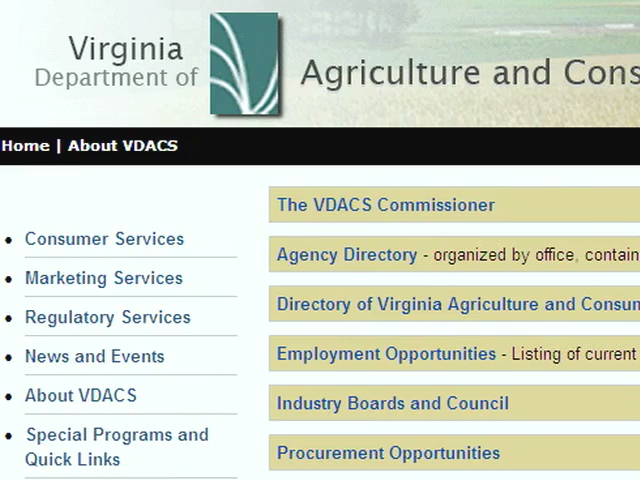 Virginia
Department of
Agriculture and Cons
Home | About VDACS
Consumer Services
Marketing Services
Regulatory Services
News and Events
About VDACS
Special Programs and
Quick Links
The VDACS Commissioner
Agency Directory - organized by office, contain
Directory of Virginia Agriculture and Consum
Employment Opportunities - Listing of current
Industry Boards and Council
Procurement Opportunities